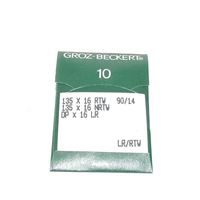 GROZ-BECKERT®
10
135 X 16 RTW 90/14
135 X 16 NRTW
DP X 16 LR
LR/RTW